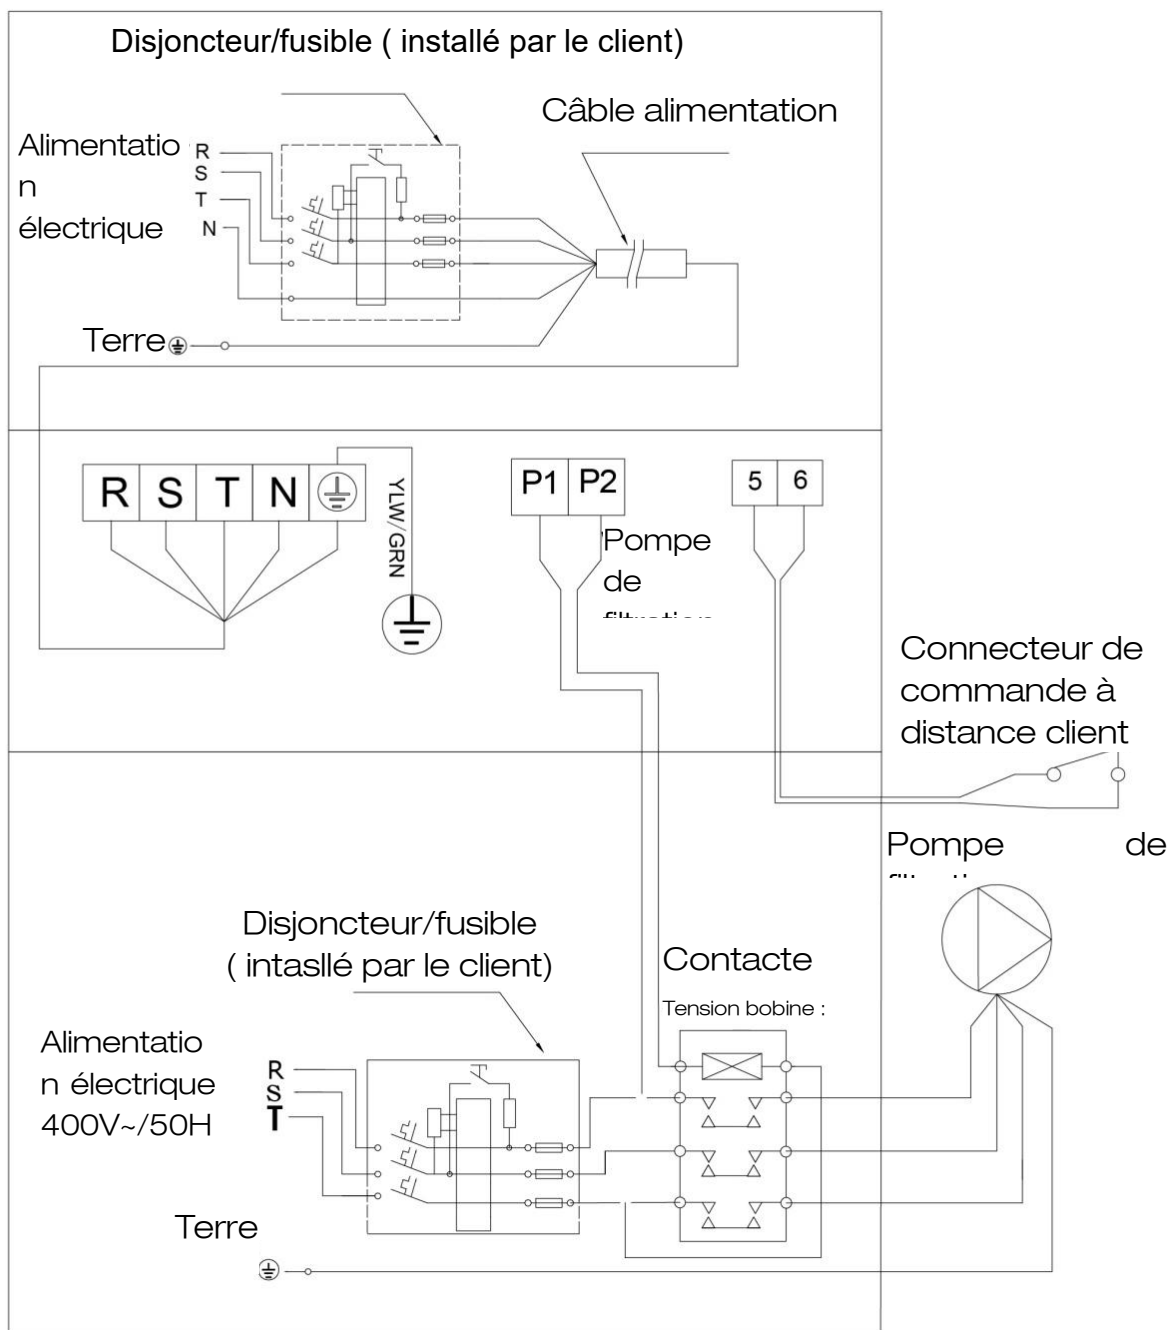 Disjoncteur/fusible ( installé par le client)
Câble alimentation
Alimentatio
n
électrique
R
S
T
N
Terre
R S T N
YLW/GRN
P1 P2
5 6
Pompe
de
Connecteur de
commande à
distance client
Pompe de
Disjoncteur/fusible
( intasllé par le client)
Contacte
Tension bobine :
Alimentatio
n électrique
400V~/50H
R
S
T
Terre